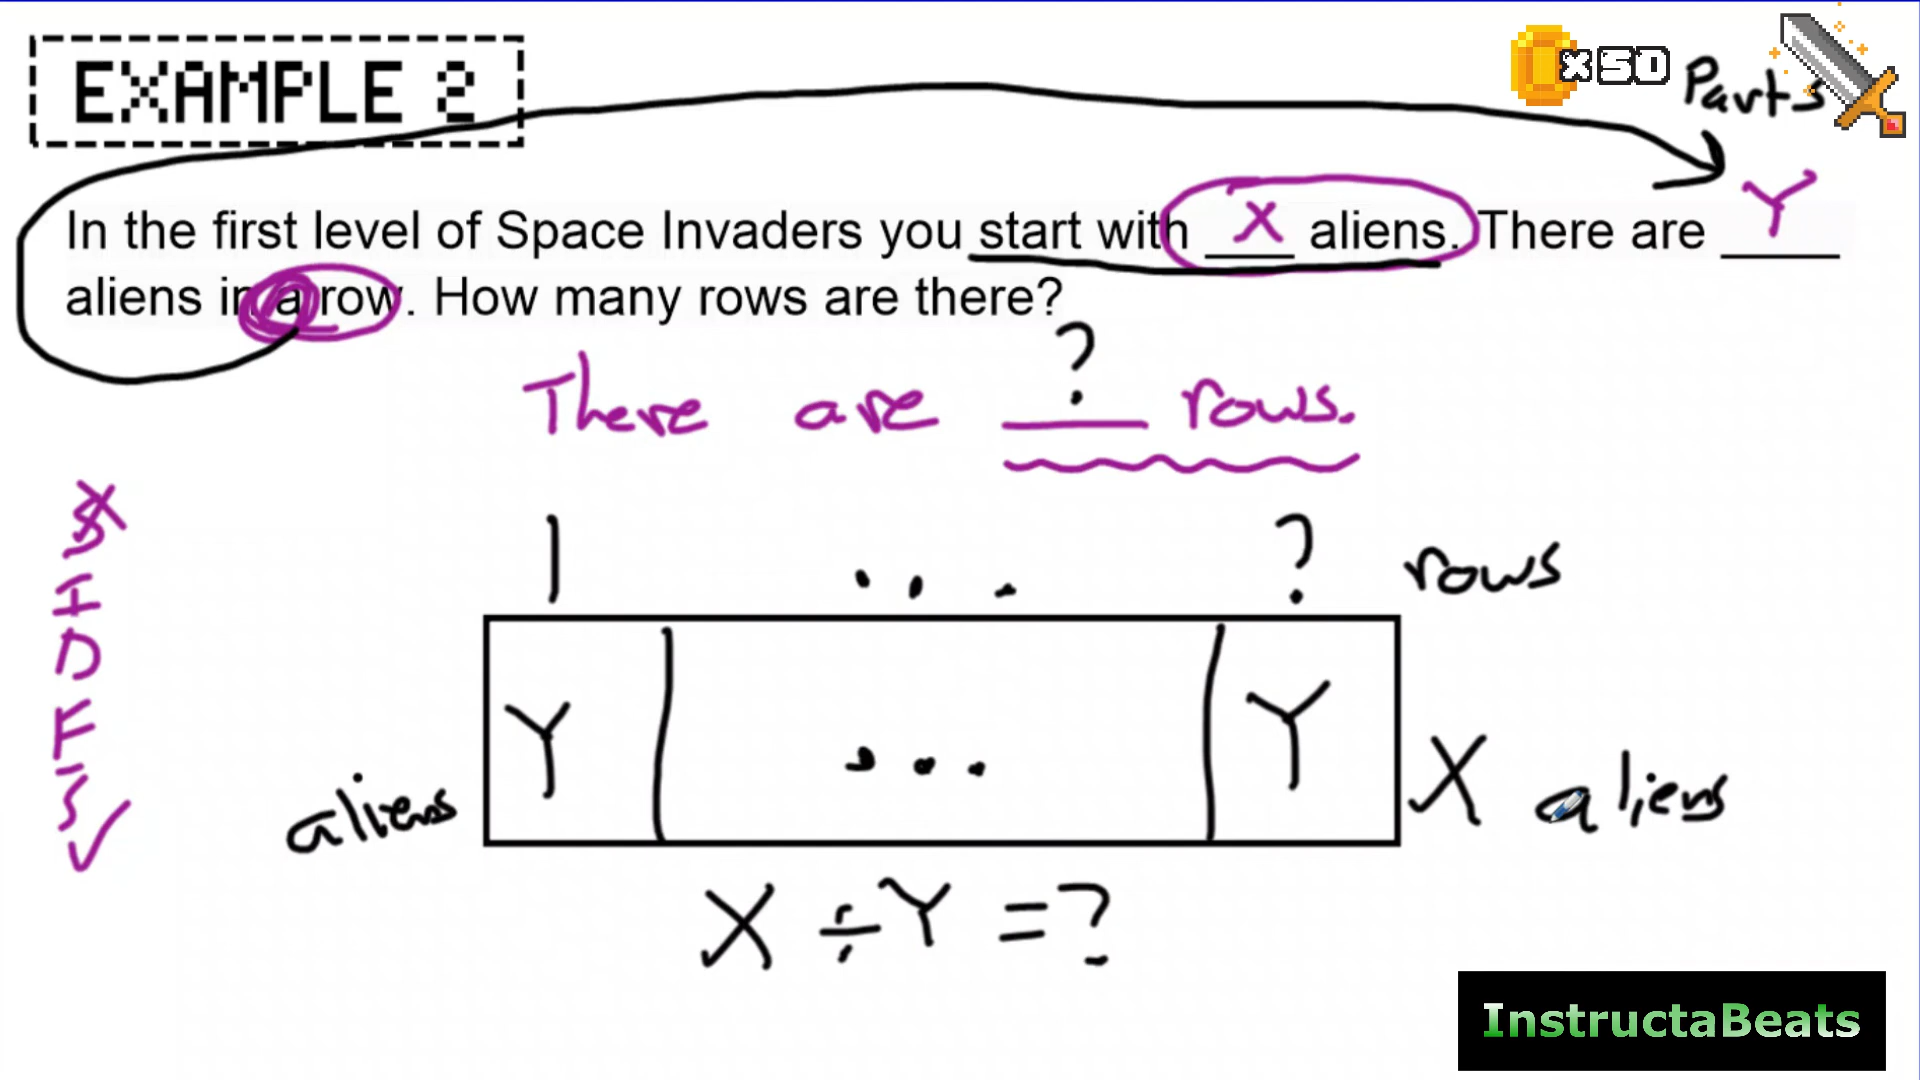 EXAMPLE 2
x50
Parts
In the first level of Space Invaders you start with X aliens. There are Y
aliens in a row. How many rows are there?
There are ? rows.
S
I
D
F
S
1 ... ? rows
Y ... Y
aliens
X aliens
X ÷ Y = ?
InstructaBeats